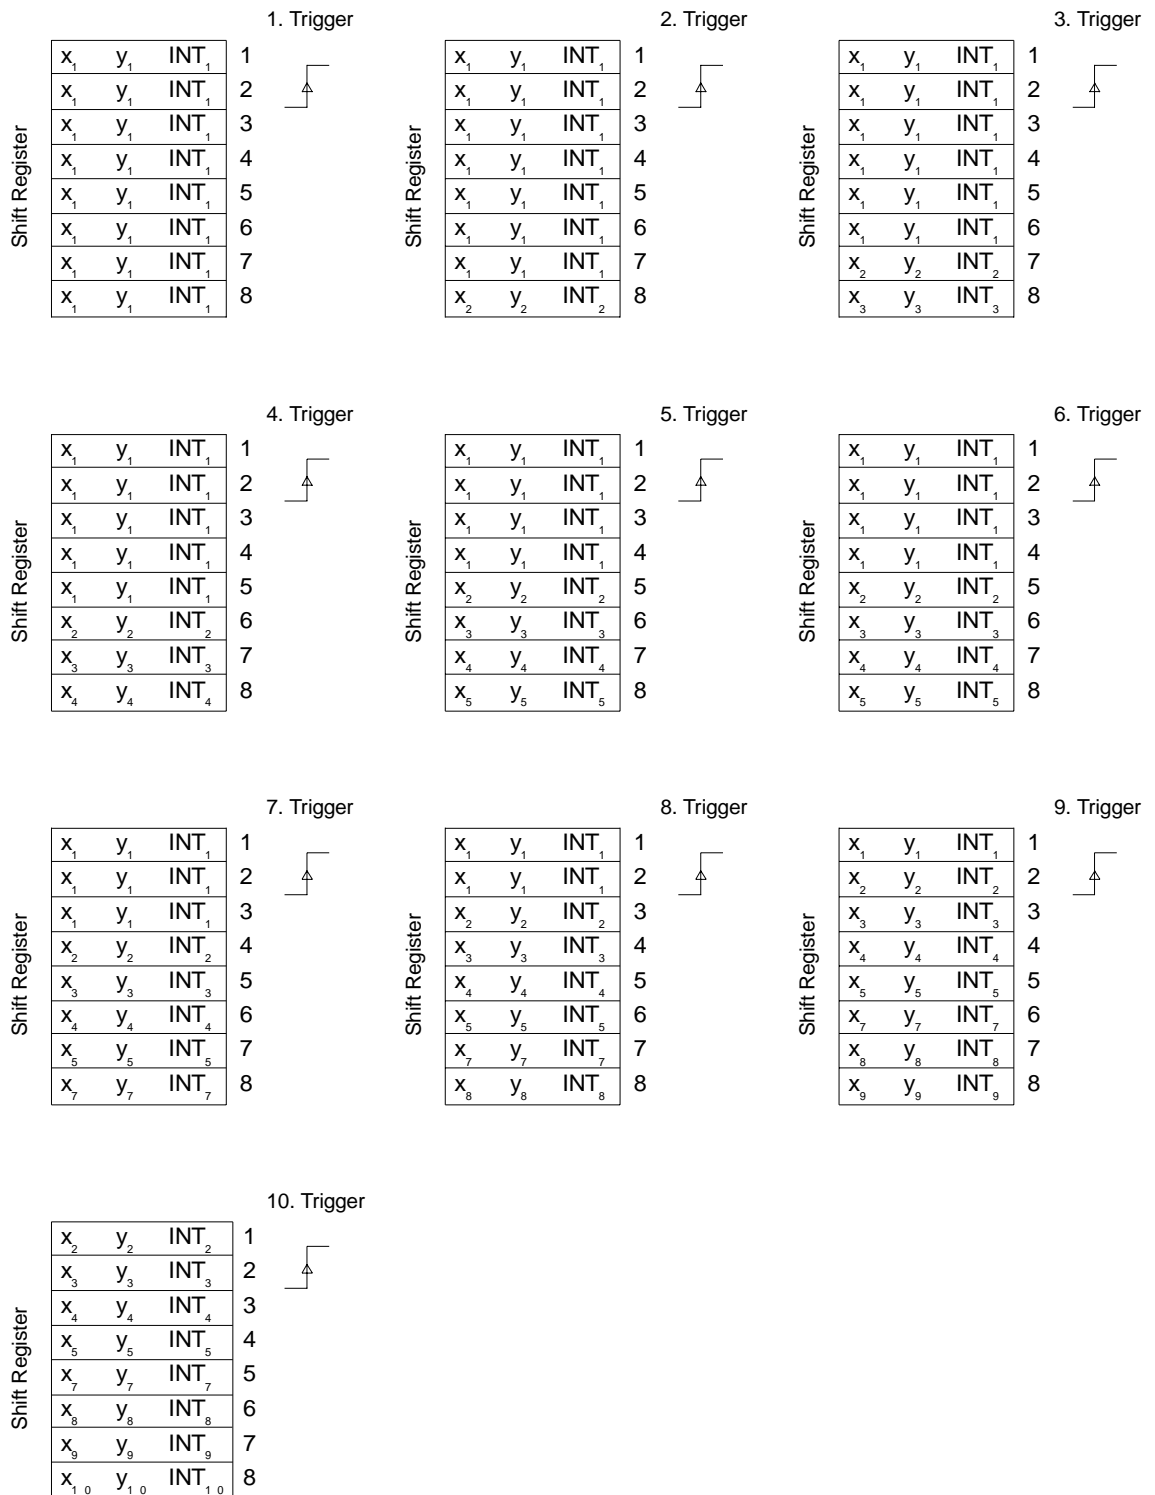 1. Trigger
Shift Register
x1 y1 INT1 1
x1 y1 INT1 2
x1 y1 INT1 3
x1 y1 INT1 4
x1 y1 INT1 5
x1 y1 INT1 6
x1 y1 INT1 7
x1 y1 INT1 8
2. Trigger
Shift Register
x1 y1 INT1 1
x1 y1 INT1 2
x1 y1 INT1 3
x1 y1 INT1 4
x1 y1 INT1 5
x1 y1 INT1 6
x1 y1 INT1 7
x2 y2 INT2 8
3. Trigger
Shift Register
x1 y1 INT1 1
x1 y1 INT1 2
x1 y1 INT1 3
x1 y1 INT1 4
x1 y1 INT1 5
x1 y1 INT1 6
x2 y2 INT2 7
x3 y3 INT3 8
4. Trigger
Shift Register
x1 y1 INT1 1
x1 y1 INT1 2
x1 y1 INT1 3
x1 y1 INT1 4
x1 y1 INT1 5
x2 y2 INT2 6
x3 y3 INT3 7
x4 y4 INT4 8
5. Trigger
Shift Register
x1 y1 INT1 1
x1 y1 INT1 2
x1 y1 INT1 3
x1 y1 INT1 4
x2 y2 INT2 5
x3 y3 INT3 6
x4 y4 INT4 7
x5 y5 INT5 8
6. Trigger
Shift Register
x1 y1 INT1 1
x1 y1 INT1 2
x1 y1 INT1 3
x1 y1 INT1 4
x2 y2 INT2 5
x3 y3 INT3 6
x4 y4 INT4 7
x5 y5 INT5 8
7. Trigger
Shift Register
x1 y1 INT1 1
x1 y1 INT1 2
x1 y1 INT1 3
x2 y2 INT2 4
x3 y3 INT3 5
x4 y4 INT4 6
x5 y5 INT5 7
x7 y7 INT7 8
8. Trigger
Shift Register
x1 y1 INT1 1
x1 y1 INT1 2
x2 y2 INT2 3
x3 y3 INT3 4
x4 y4 INT4 5
x5 y5 INT5 6
x7 y7 INT7 7
x8 y8 INT8 8
9. Trigger
Shift Register
x1 y1 INT1 1
x2 y2 INT2 2
x3 y3 INT3 3
x4 y4 INT4 4
x5 y5 INT5 5
x7 y7 INT7 6
x8 y8 INT8 7
x9 y9 INT9 8
10. Trigger
Shift Register
x2 y2 INT2 1
x3 y3 INT3 2
x4 y4 INT4 3
x5 y5 INT5 4
x7 y7 INT7 5
x8 y8 INT8 6
x9 y9 INT9 7
x10 y10 INT10 8